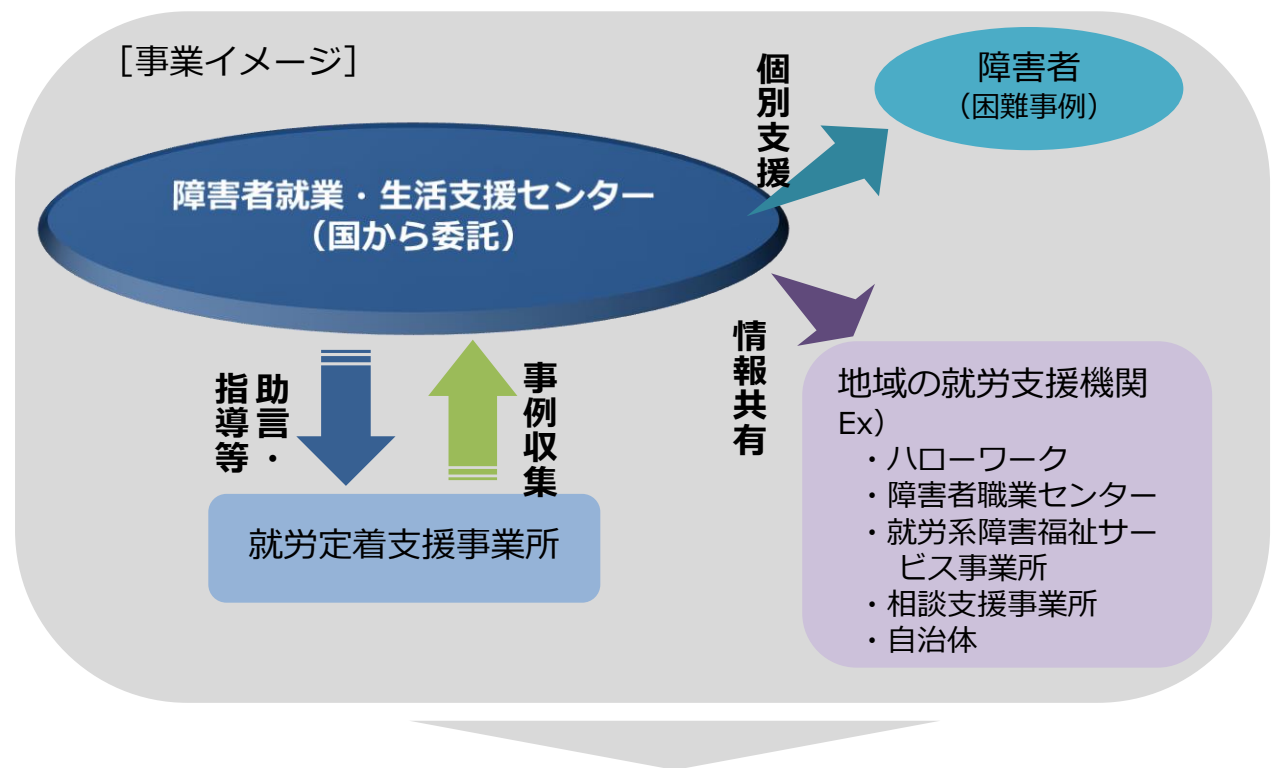 ［事業イメージ］
障害者
（困難事例）
個別支援
障害者就業・生活支援センター
（国から委託）
情報共有
助言・
指導等
事例収集
就労定着支援事業所
地域の就労支援機関
Ex）
・ハローワーク
・障害者職業センター
・就労系障害福祉サー
ビス事業所
・相談支援事業所
・自治体